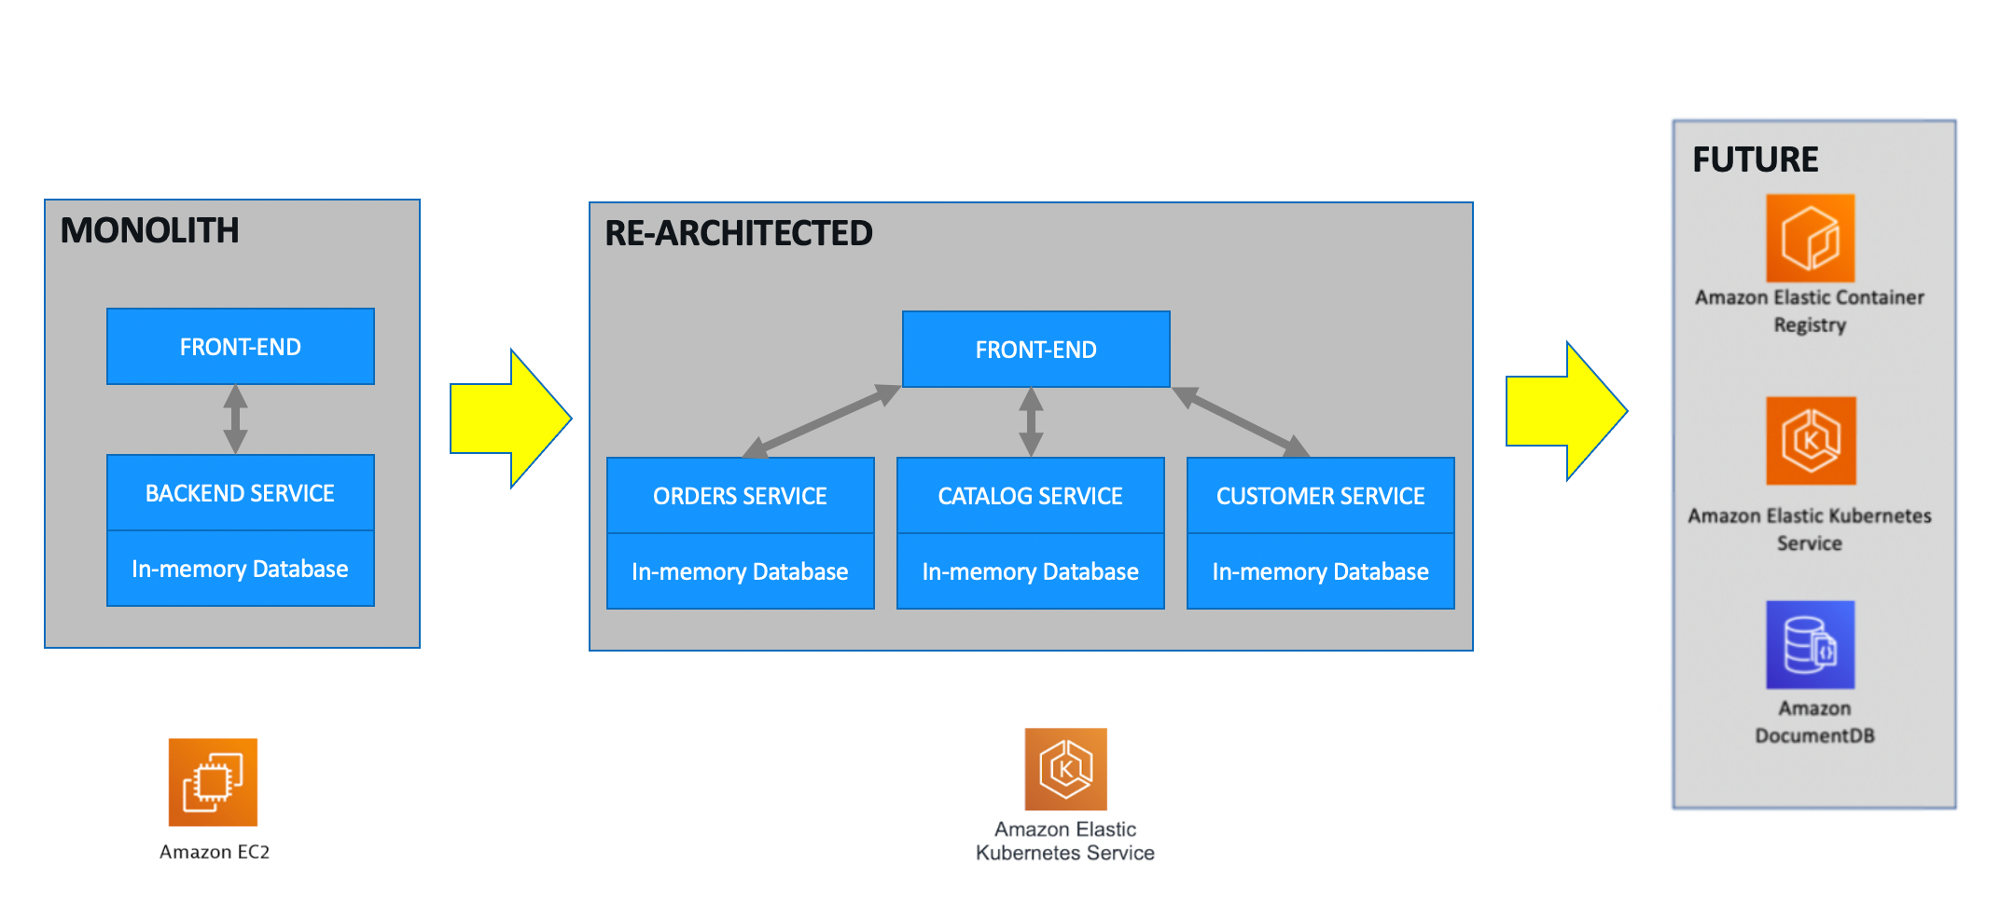 MONOLITH
FRONT-END
BACKEND SERVICE
In-memory Database
Amazon EC2
RE-ARCHITECTED
FRONT-END
ORDERS SERVICE
In-memory Database
CATALOG SERVICE
In-memory Database
CUSTOMER SERVICE
In-memory Database
Amazon Elastic
Kubernetes Service
FUTURE
Amazon Elastic Container
Registry
Amazon Elastic Kubernetes
Service
Amazon
DocumentDB